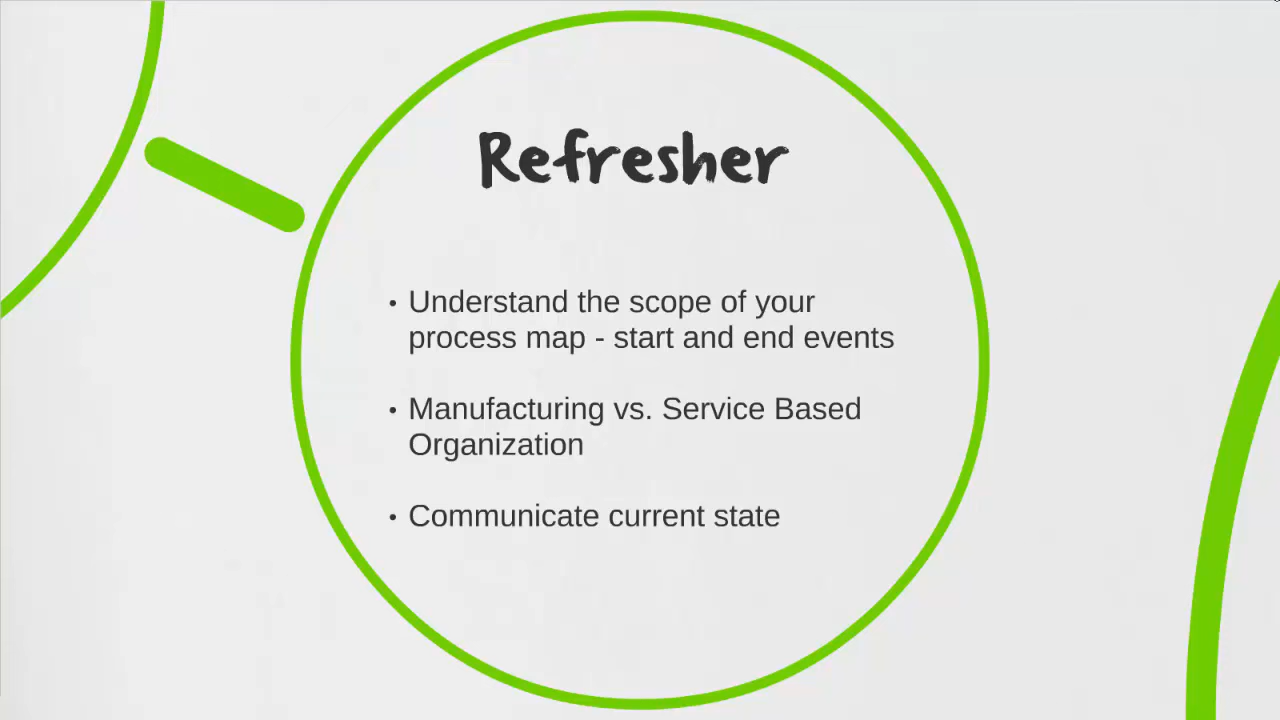 Refresher
• Understand the scope of your
process map - start and end events
• Manufacturing vs. Service Based
Organization
• Communicate current state